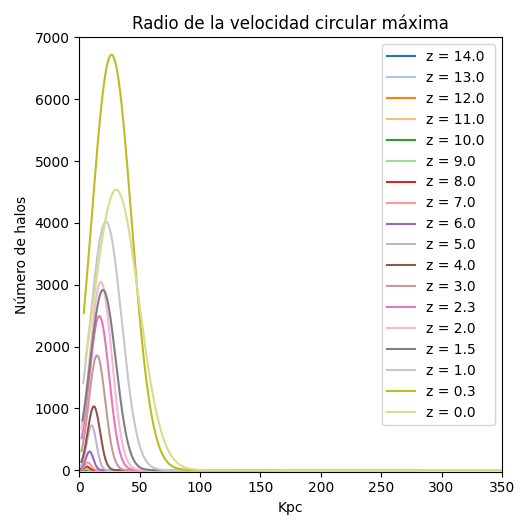 Radio de la velocidad circular máxima
7000
6000
5000
4000
3000
2000
1000
0
Número de halos
0
50
100
150
200
250
300
350
Kpc
z = 14.0
z = 13.0
z = 12.0
z = 11.0
z = 10.0
z = 9.0
z = 8.0
z = 7.0
z = 6.0
z = 5.0
z = 4.0
z = 3.0
z = 2.3
z = 2.0
z = 1.5
z = 1.0
z = 0.3
z = 0.0